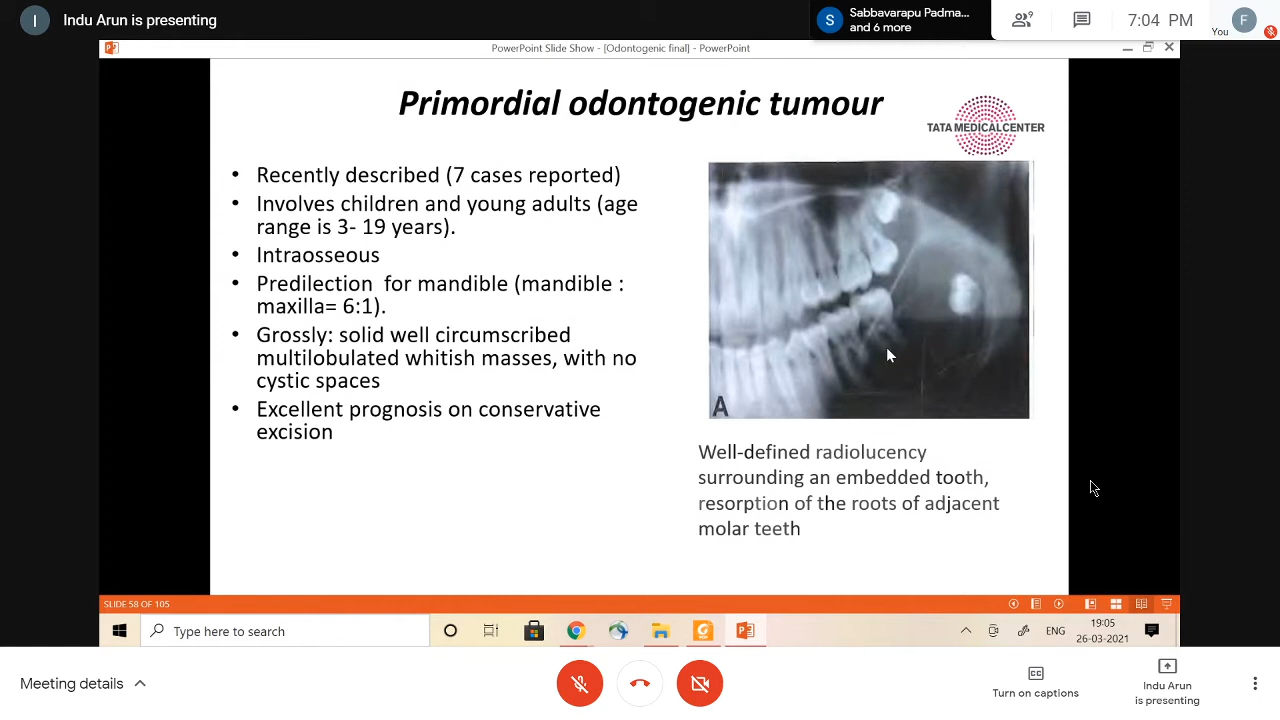 I
Indu Arun is presenting
S
Sabbavarapu Padma...
and 6 more
9
7:04 PM
F
You
PowerPoint Slide Show - [Odontogenic final] - PowerPoint
Primordial odontogenic tumour
TATA MEDICAL CENTER
• Recently described (7 cases reported)
• Involves children and young adults (age
range is 3- 19 years).
• Intraosseous
• Predilection for mandible (mandible :
maxilla= 6:1).
• Grossly: solid well circumscribed
multilobulated whitish masses, with no
cystic spaces
• Excellent prognosis on conservative
excision
A
Well-defined radiolucency
surrounding an embedded tooth,
resorption of the roots of adjacent
molar teeth
SLIDE 58 OF 105
Type here to search
ENG
19:05
26-03-2021
Meeting details
CC
Turn on captions
Indu Arun
is presenting